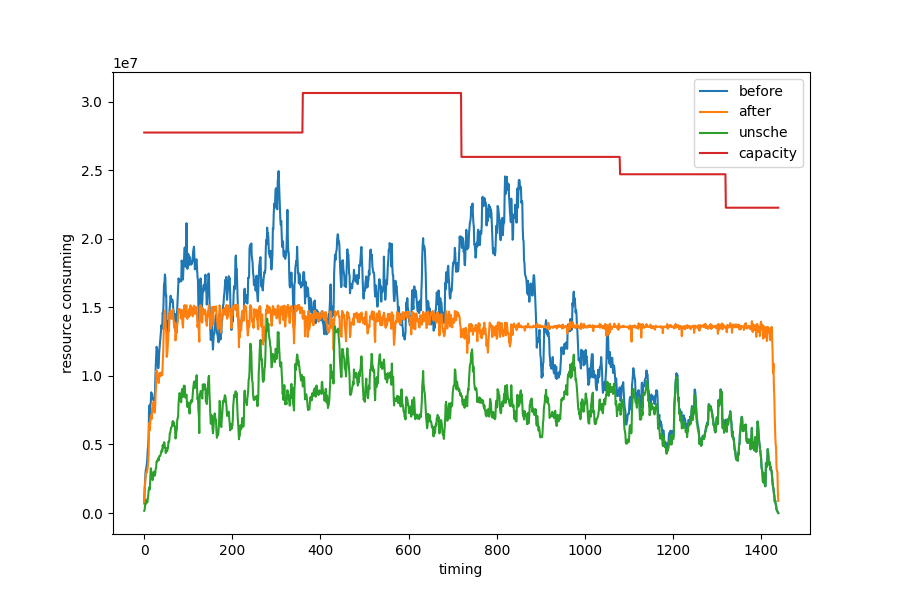 1e7
before
after
unsche
capacity
3.0
2.5
2.0
1.5
1.0
0.5
0.0
resource consuming
0 200 400 600 800 1000 1200 1400
timing